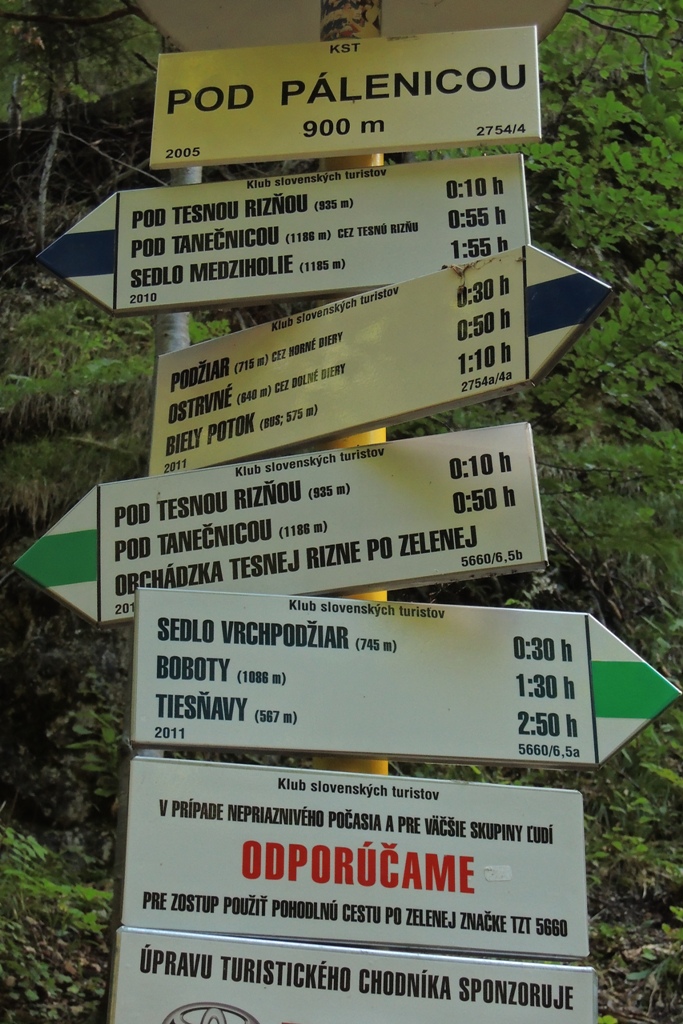 KST
POD PÁLENICOU
900 m
2005 2754/4
Klub slovenských turistov
POD TESNOU RIZŇOU (935 m) 0:10 h
POD TANEČNICOU (1186 m) CEZ TESNÚ RIZŇU 0:55 h
SEDLO MEDZIHOLIE (1185 m) 1:55 h
2010
Klub slovenských turistov
PODŽIAR (715 m) CEZ HORNÉ DIERY 0:30 h
OSTRVNÉ (640 m) CEZ DOLNÉ DIERY 0:50 h
BIELY POTOK (BUS; 575 m) 1:10 h
2011 2754a/4a
Klub slovenských turistov
POD TESNOU RIZŇOU (935 m) 0:10 h
POD TANEČNICOU (1186 m) 0:50 h
OBCHÁDZKA TESNEJ RIZNE PO ZELENEJ
201 5660/6,5b
Klub slovenských turistov
SEDLO VRCHPODŽIAR (745 m) 0:30 h
BOBOTY (1086 m) 1:30 h
TIESŇAVY (567 m) 2:50 h
2011 5660/6,5a
Klub slovenských turistov
V PRÍPADE NEPRIAZNIVÉHO POČASIA A PRE VÄČŠIE SKUPINY ĽUDÍ
ODPORÚČAME
PRE ZOSTUP POUŽIŤ POHODLNÚ CESTU PO ZELENEJ ZNAČKE TZT 5660
ÚPRAVU TURISTICKÉHO CHODNÍKA SPONZORUJE